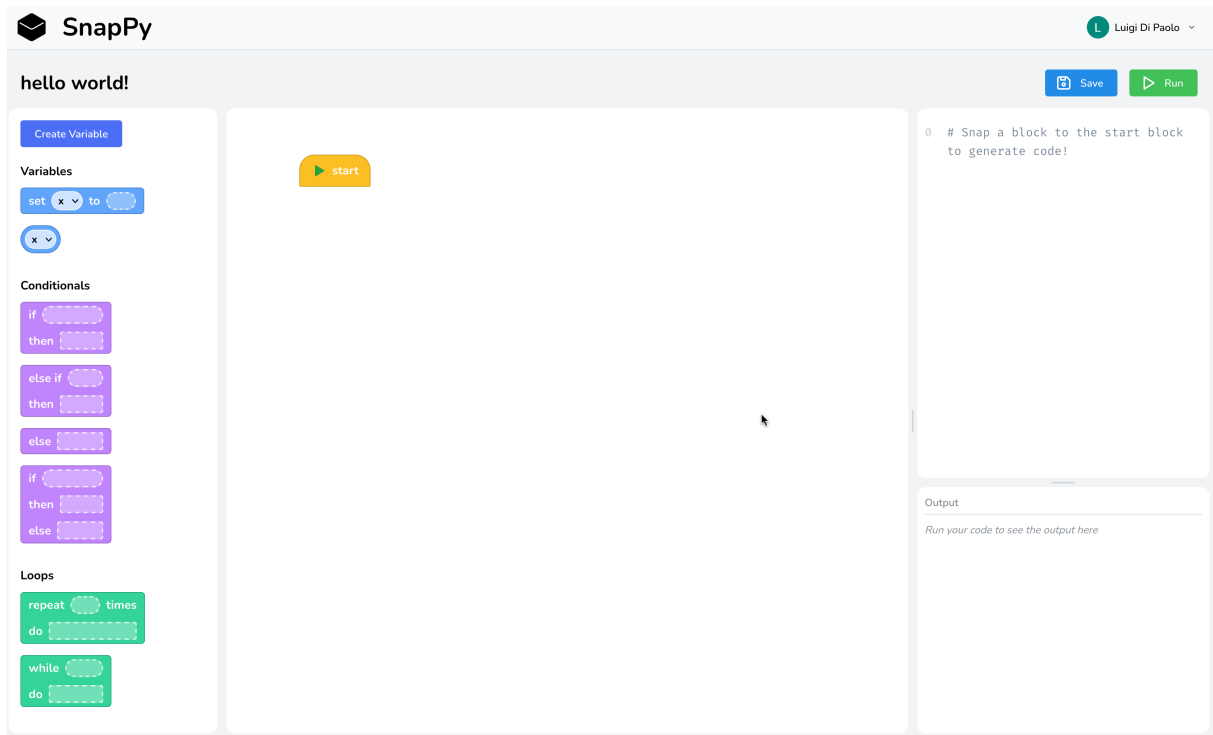 SnapPy
L Luigi Di Paolo
hello world!
Save
Run
Create Variable
Variables
set x to
x
Conditionals
if
then
else if
then
else
if
then
else
Loops
repeat times
do
while
do
start
0 # Snap a block to the start block
to generate code!
Output
Run your code to see the output here